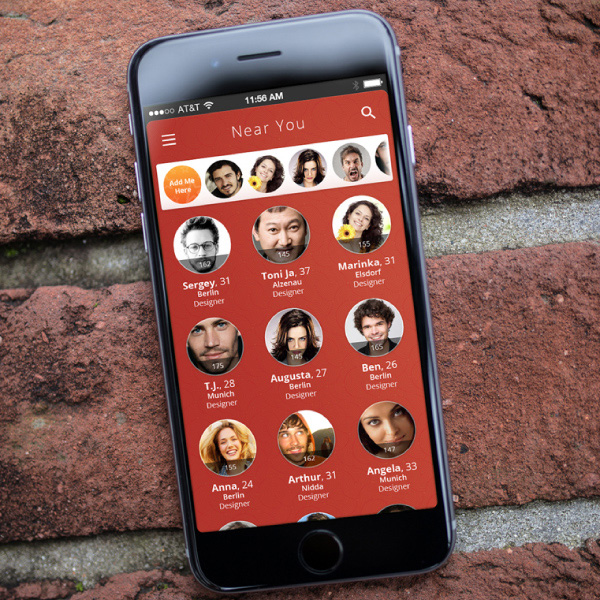 AT&T 11:56 AM
Near You
Add Me
Here
162
145
155
Sergey, 31
Berlin
Designer
Toni Ja, 37
Alzenau
Designer
Marinka, 31
Elsdorf
Designer
175
145
165
T.J., 28
Munich
Designer
Augusta, 27
Berlin
Designer
Ben, 26
Berlin
Designer
155
162
147
Anna, 24
Berlin
Designer
Arthur, 31
Nidda
Designer
Angela, 33
Munich
Designer